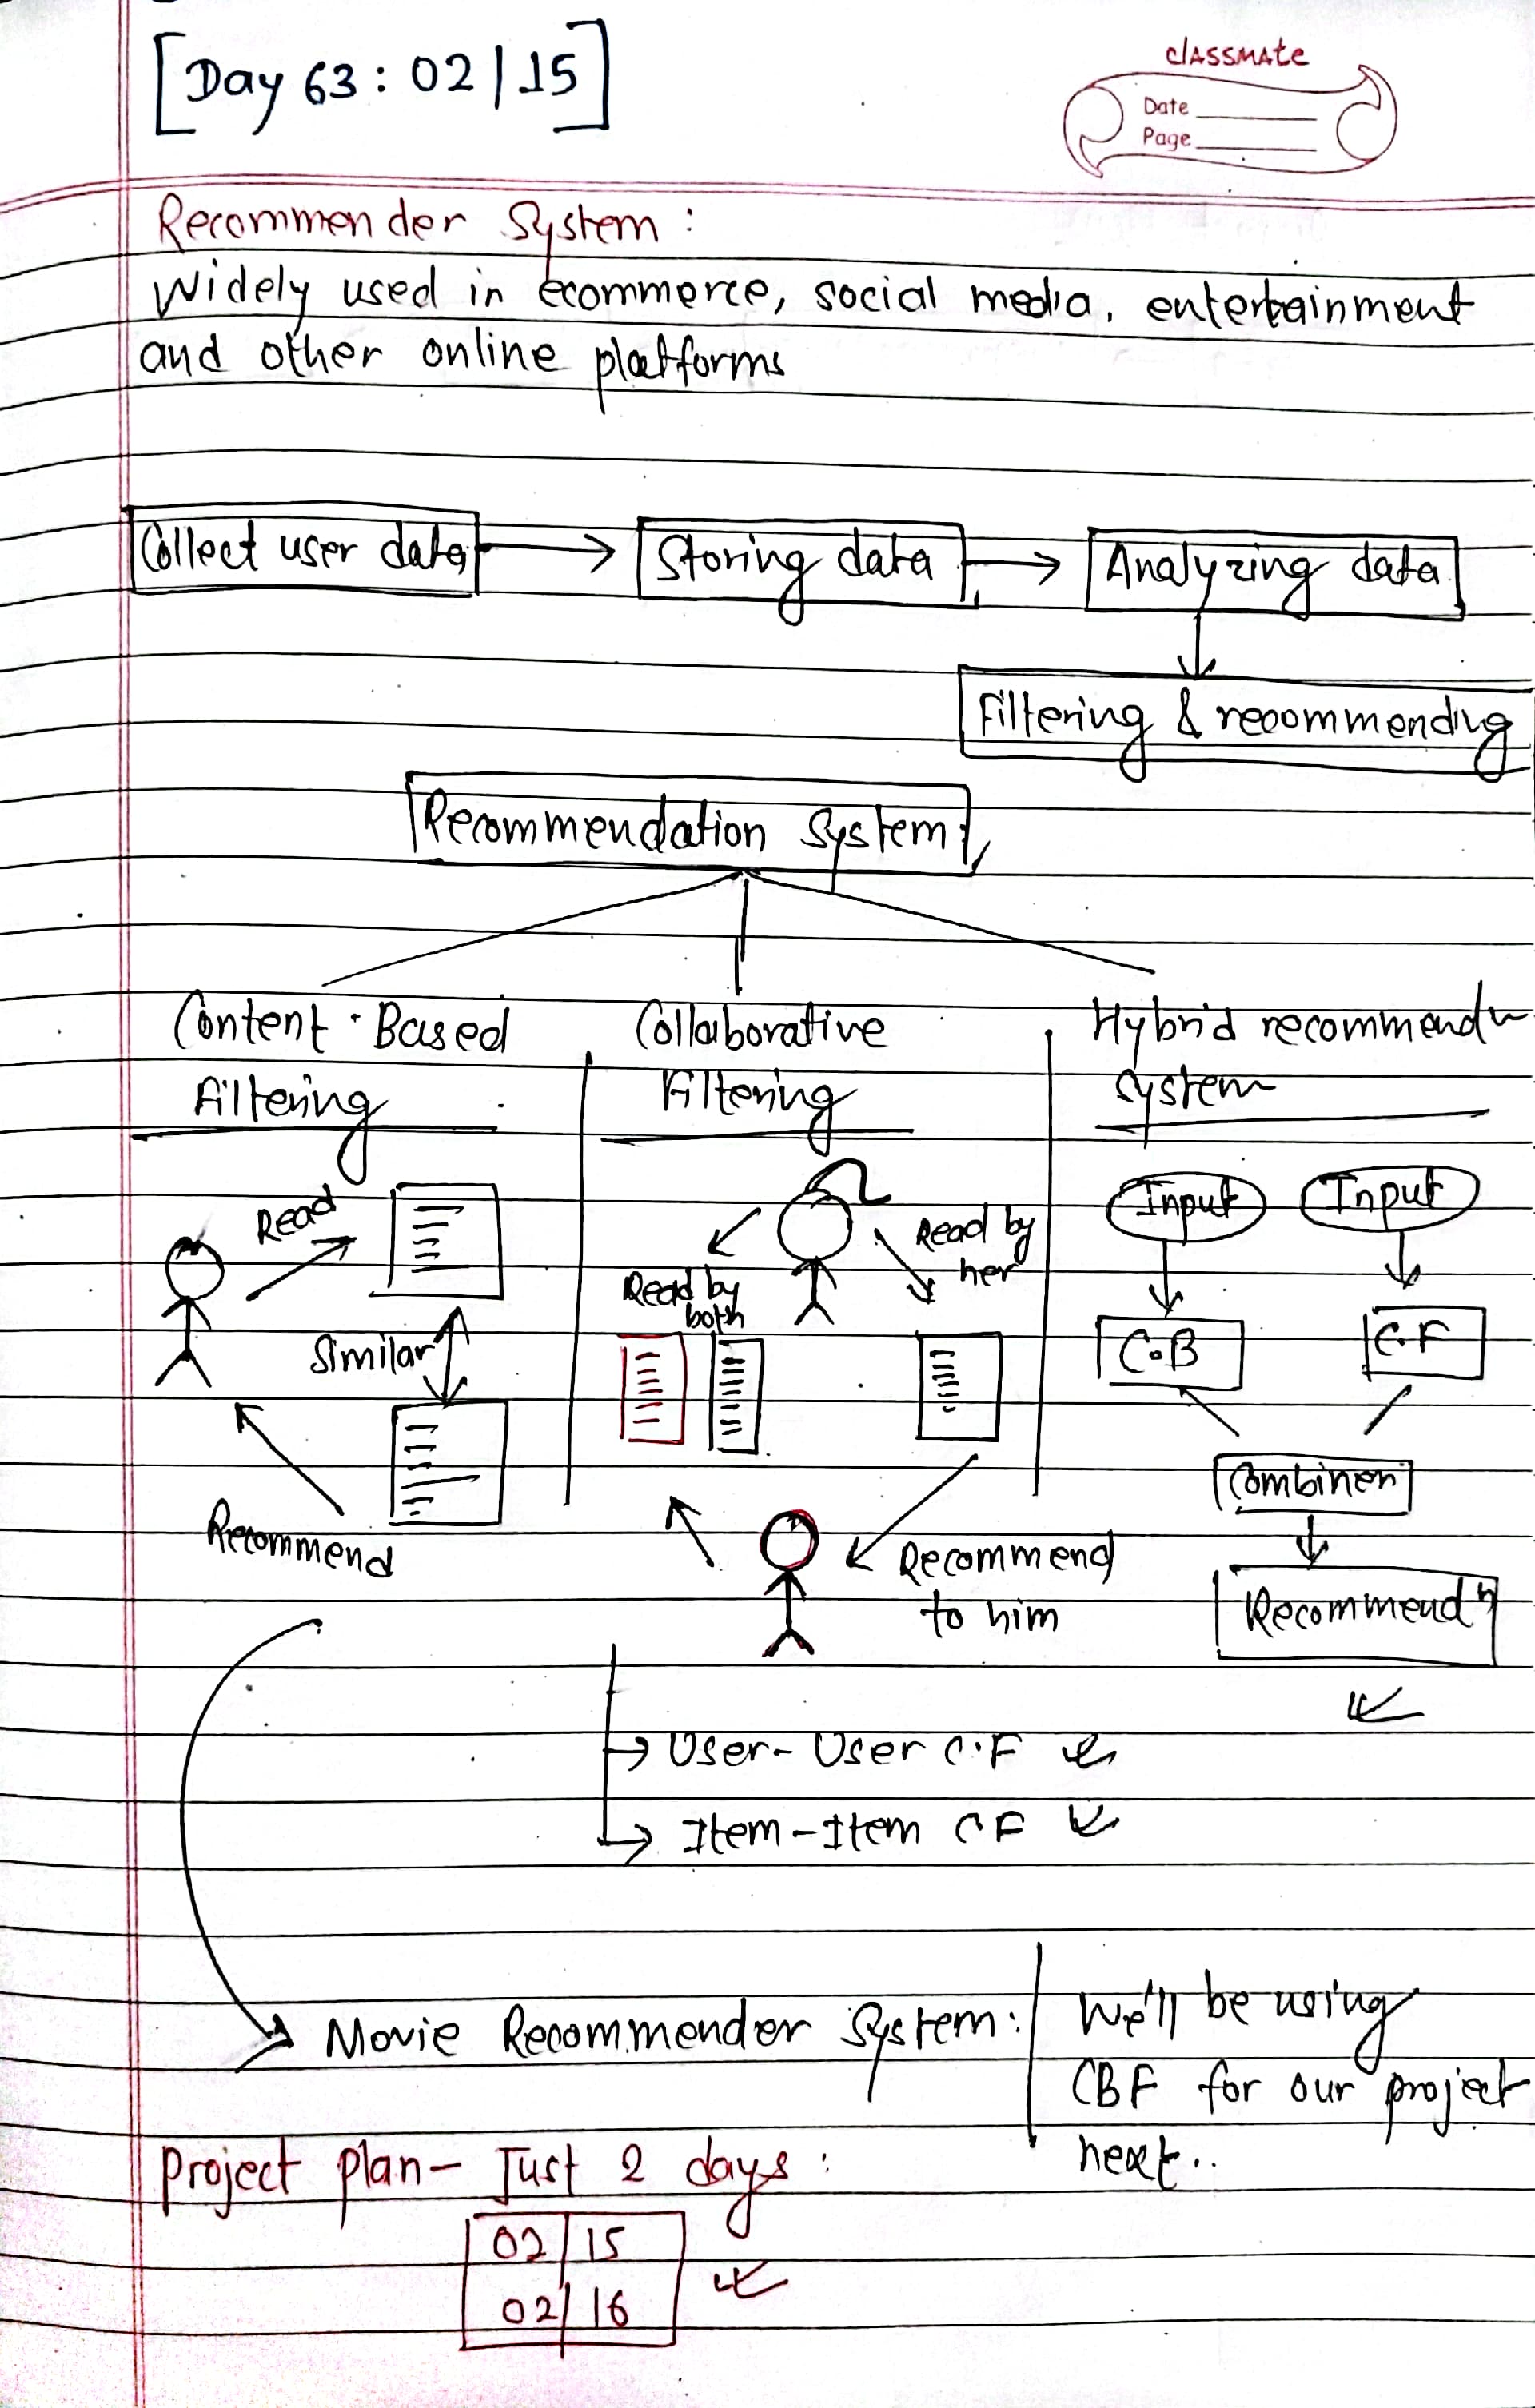 [Day 63 : 02/15]
classmate
Date
Page
Recommender System :
Widely used in ecommerce, social media, entertainment
and other online platforms
Collect user data
Storing data
Analyzing data
Filtering & recommending
Recommendation System
Content-Based
Filtering
Read
Similar
Recommend
Collaborative
Filtering
Read by
her
Read by
both
Recommend
to him
Hybrid
system
Input
Input
C.B
C.F
Combiner
Recommendn
→ User-User C.F
→ Item-Item CF
Movie Recommender System :
We'll be using
CBF for our project
next..
Project plan- Just 2 days :
02/15
02/16